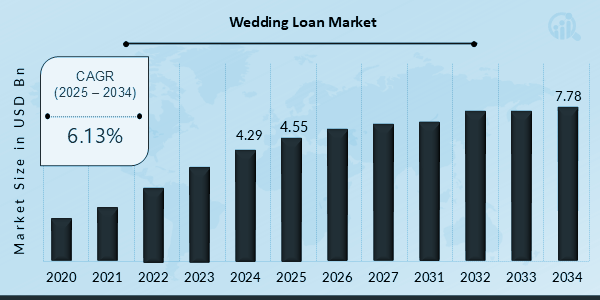 Wedding Loan Market
CAGR
(2025 – 2034)
6.13%
Market Size in USD Bn
4.29
4.55
7.78
2020 2021 2022 2023 2024 2025 2026 2027 2031 2032 2033 2034